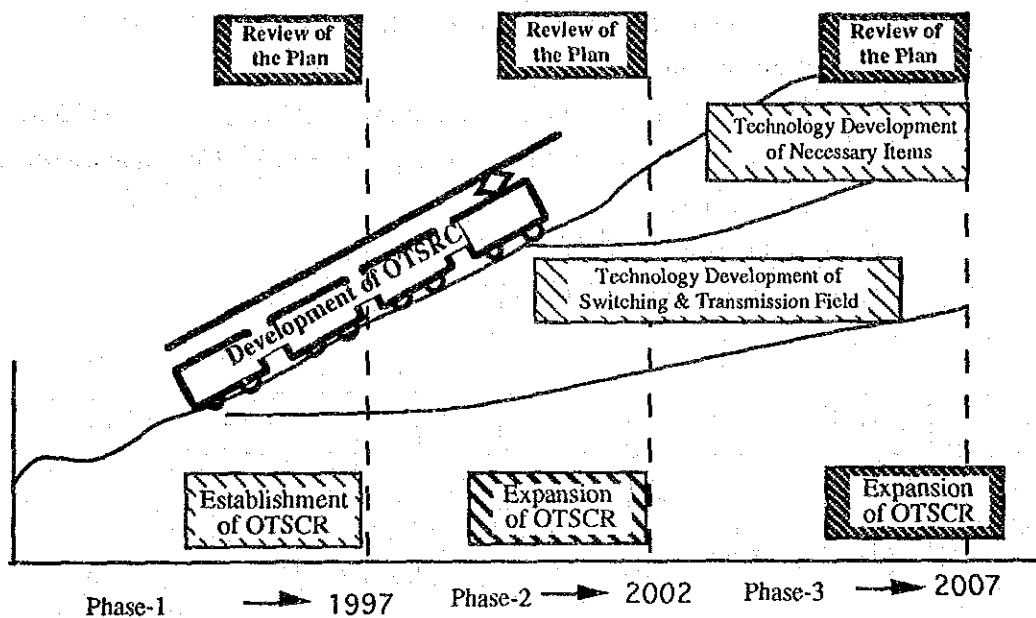 Review of
the Plan
Review of
the Plan
Review of
the Plan
Technology Development
of Necessary Items
Development of OTSRC
Technology Development of
Switching & Transmission Field
Establishment
of OTSCR
Expansion
of OTSCR
Expansion
of OTSCR
Phase-1 1997 Phase-2 2002 Phase-3 2007